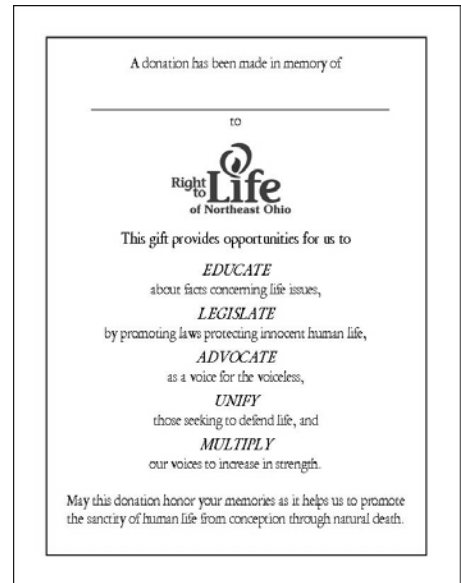 A donation has been made in memory of
to
Right to Life
of Northeast Ohio
This gift provides opportunities for us to
EDUCATE
about facts concerning life issues,
LEGISLATE
by promoting laws protecting innocent human life,
ADVOCATE
as a voice for the voiceless,
UNIFY
those seeking to defend life, and
MULTIPLY
our voices to increase in strength.
May this donation honor your memories as it helps us to promote
the sanctity of human life from conception through natural death.